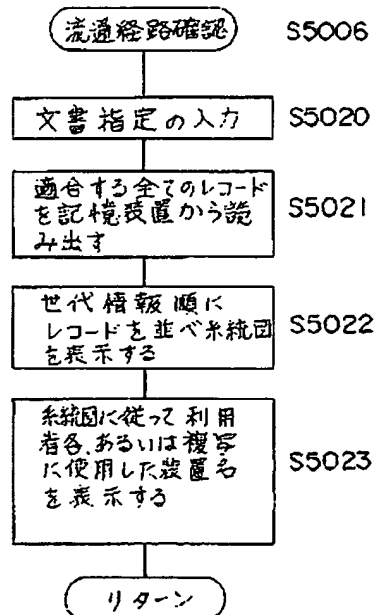 流通経路確認 S5006
文書指定の入力 S5020
適合する全てのレコード
を記憶装置から読
み出す
S5021
世代情報順に
レコードを並べ系統図
を表示する
S5022
系統図に従って利用
者名、あるいは複写
に使用した装置名
を表示する
S5023
リターン